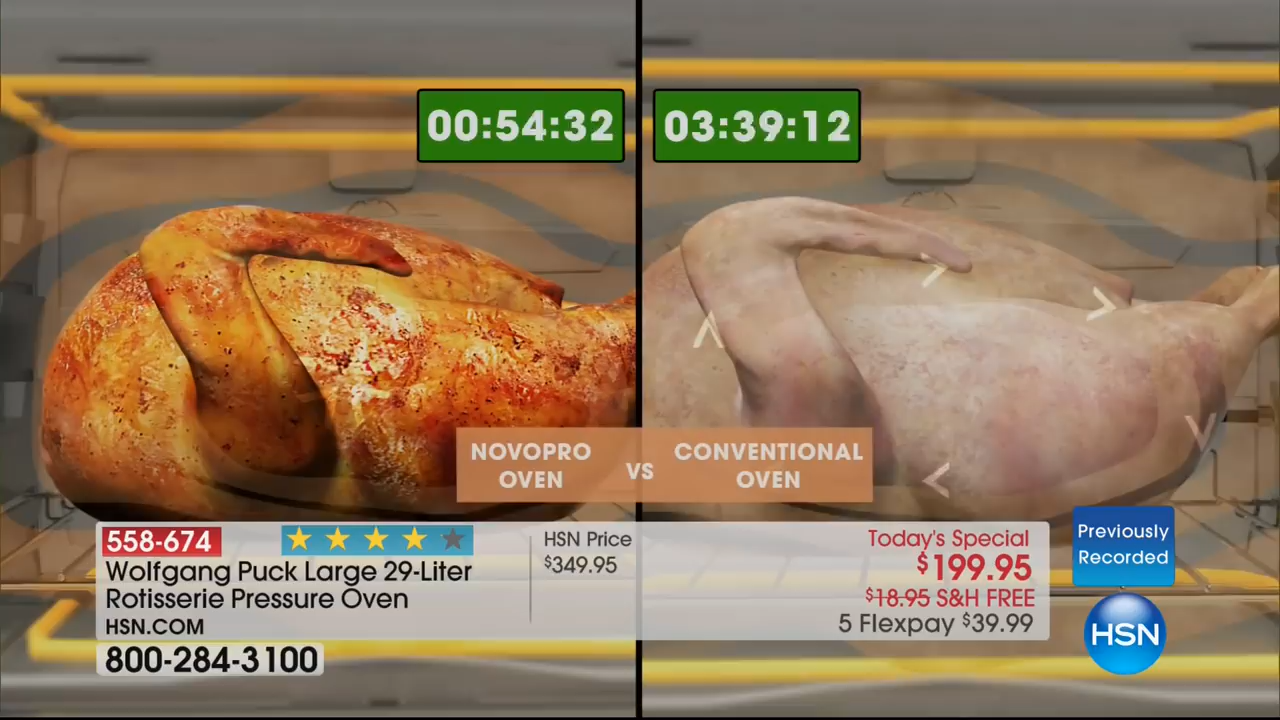 00:54:32
03:39:12
NOVOPRO
OVEN
VS
CONVENTIONAL
OVEN
558-674
Wolfgang Puck Large 29-Liter
Rotisserie Pressure Oven
HSN.COM
800-284-3100
HSN Price
$349.95
Today's Special
$199.95
$18.95 S&H FREE
5 Flexpay $39.99
Previously
Recorded
HSN